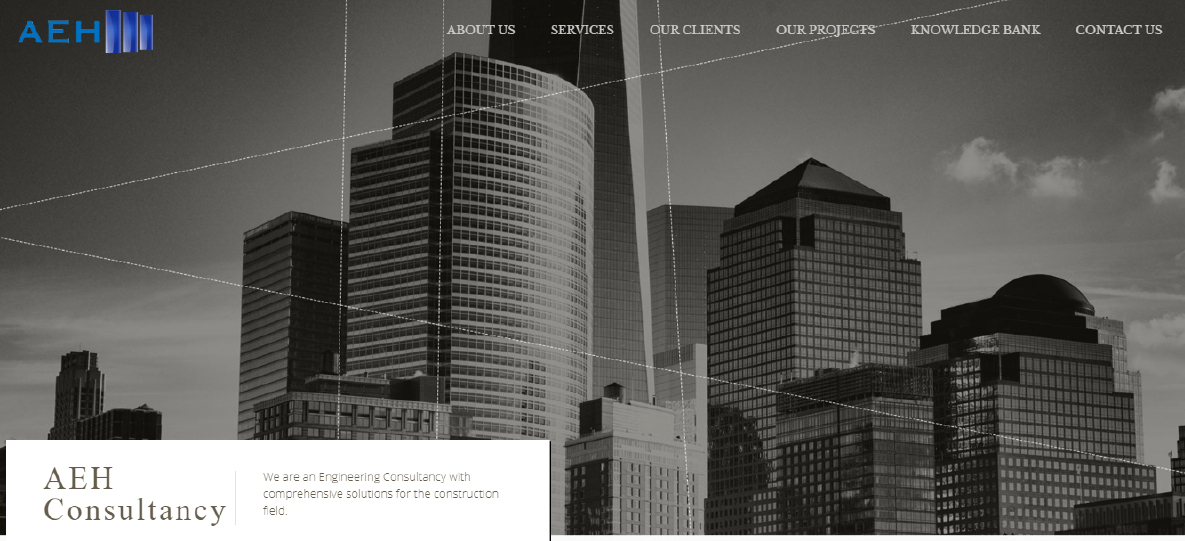 AEH
ABOUT US SERVICES OUR CLIENTS OUR PROJECTS KNOWLEDGE BANK CONTACT US
AEH
Consultancy
We are an Engineering Consultancy with
comprehensive solutions for the construction
field.